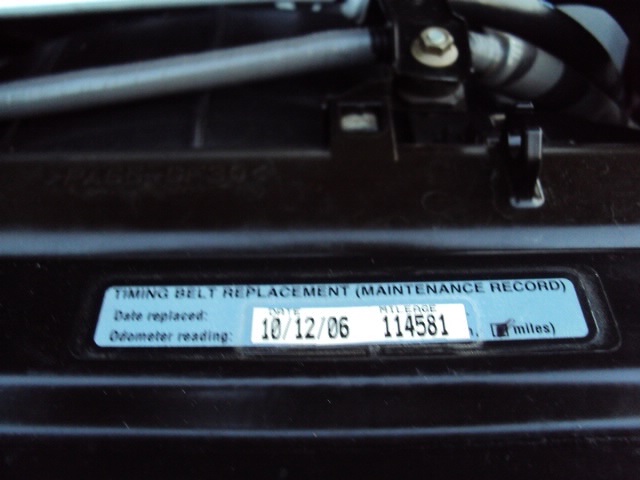 TIMING BELT REPLACEMENT (MAINTENANCE RECORD)
Date replaced: DATE MILEAGE
Odometer reading: 10/12/06 114581 miles)